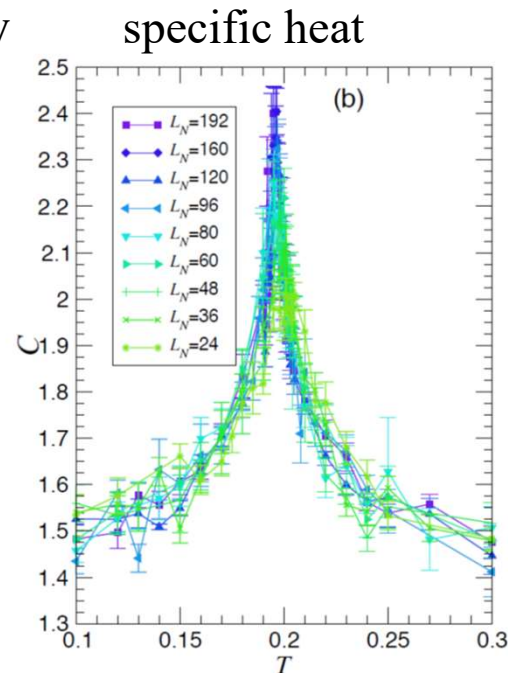 y specific heat
(b)
2.5
2.4
2.3
2.2
2.1
2
1.9
1.8
1.7
1.6
1.5
1.4
1.3
C
L_N=192
L_N=160
L_N=120
L_N=96
L_N=80
L_N=60
L_N=48
L_N=36
L_N=24
0.1 0.15 0.2 0.25 0.3
T